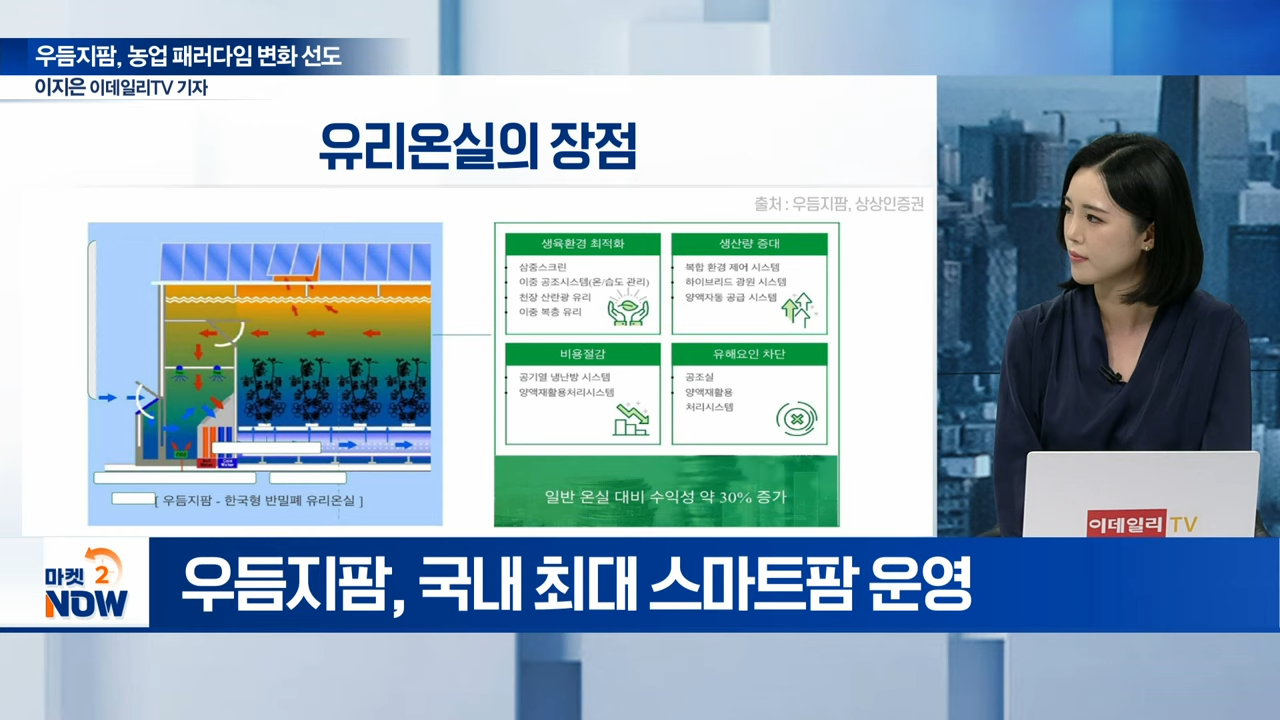 우듬지팜, 농업 패러다임 변화 선도
이지은 이데일리TV 기자
유리온실의 장점
출처 : 우듬지팜, 상상인증권
생육환경 최적화
삼중스크린
이중 공조시스템(온/습도 관리)
천장 산란광 유리
이중 복층 유리
생산량 증대
복합 환경 제어 시스템
하이브리드 광원 시스템
양액자동 공급 시스템
비용절감
공기열 냉난방 시스템
양액재활용처리시스템
유해요인 차단
공조실
양액재활용
처리시스템
일반 온실 대비 수익성 약 30% 증가
[ 우듬지팜 - 한국형 반밀폐 유리온실 ]
이데일리 TV
마켓 2
NOW
우듬지팜, 국내 최대 스마트팜 운영